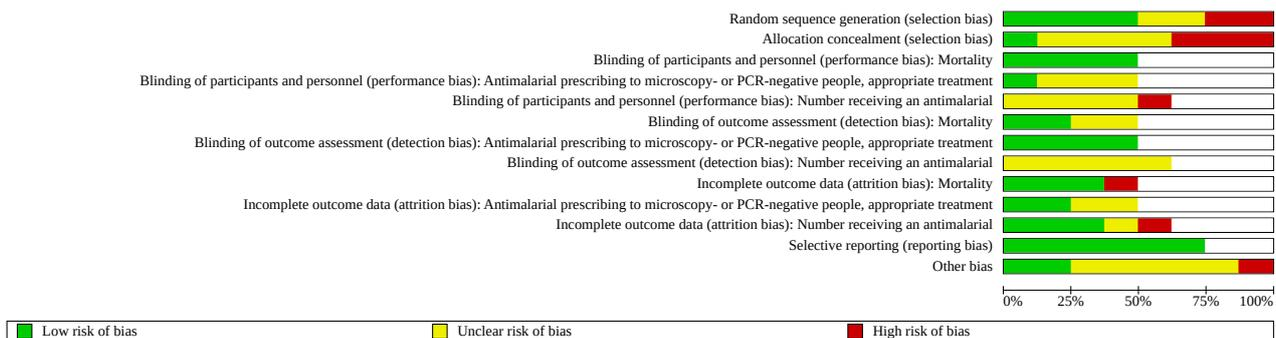 Random sequence generation (selection bias)
Allocation concealment (selection bias)
Blinding of participants and personnel (performance bias): Mortality
Blinding of participants and personnel (performance bias): Antimalarial prescribing to microscopy- or PCR-negative people, appropriate treatment
Blinding of participants and personnel (performance bias): Number receiving an antimalarial
Blinding of outcome assessment (detection bias): Mortality
Blinding of outcome assessment (detection bias): Antimalarial prescribing to microscopy- or PCR-negative people, appropriate treatment
Blinding of outcome assessment (detection bias): Number receiving an antimalarial
Incomplete outcome data (attrition bias): Mortality
Incomplete outcome data (attrition bias): Antimalarial prescribing to microscopy- or PCR-negative people, appropriate treatment
Incomplete outcome data (attrition bias): Number receiving an antimalarial
Selective reporting (reporting bias)
Other bias
0% 25% 50% 75% 100%
Low risk of bias Unclear risk of bias High risk of bias